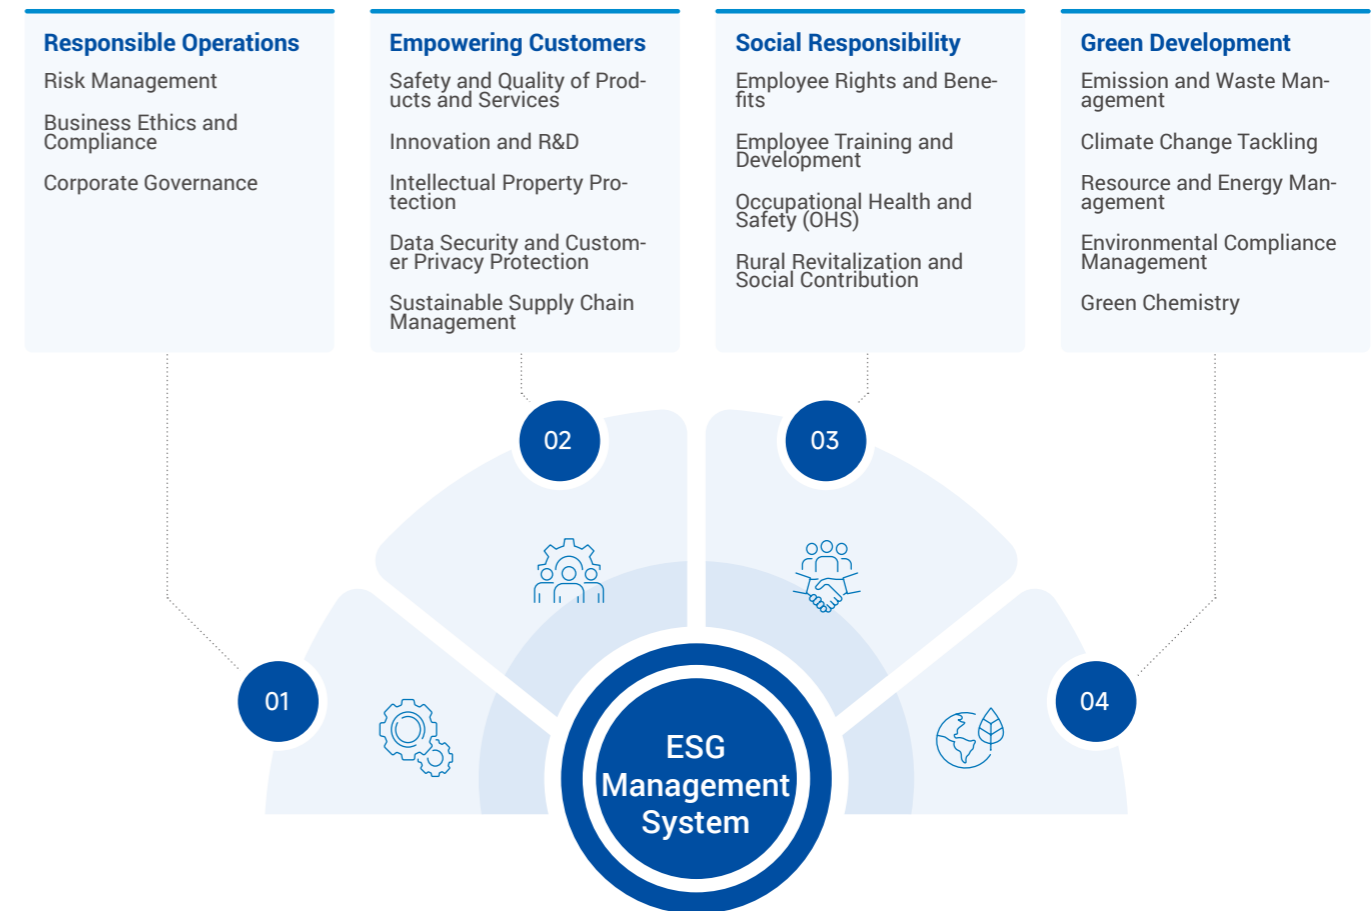 Responsible Operations
Risk Management
Business Ethics and
Compliance
Corporate Governance
Empowering Customers
Safety and Quality of Prod-
ucts and Services
Innovation and R&D
Intellectual Property Pro-
tection
Data Security and Custom-
er Privacy Protection
Sustainable Supply Chain
Management
Social Responsibility
Employee Rights and Bene-
fits
Employee Training and
Development
Occupational Health and
Safety (OHS)
Rural Revitalization and
Social Contribution
Green Development
Emission and Waste Man-
agement
Climate Change Tackling
Resource and Energy Man-
agement
Environmental Compliance
Management
Green Chemistry
02
03
01
04
ESG
Management
System